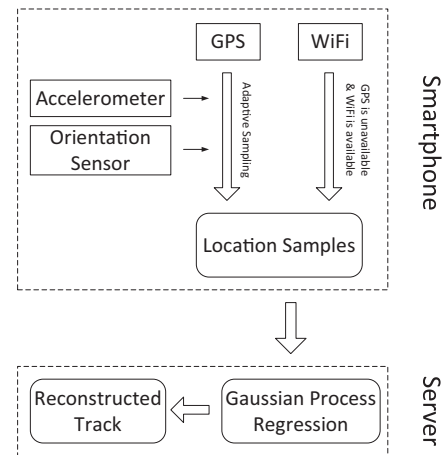 GPS
WiFi
Accelerometer
Orientation
Sensor
Adaptive Sampling
GPS is unavailable
& WiFi is available
Location Samples
Smartphone
Reconstructed
Track
Gaussian Process
Regression
Server